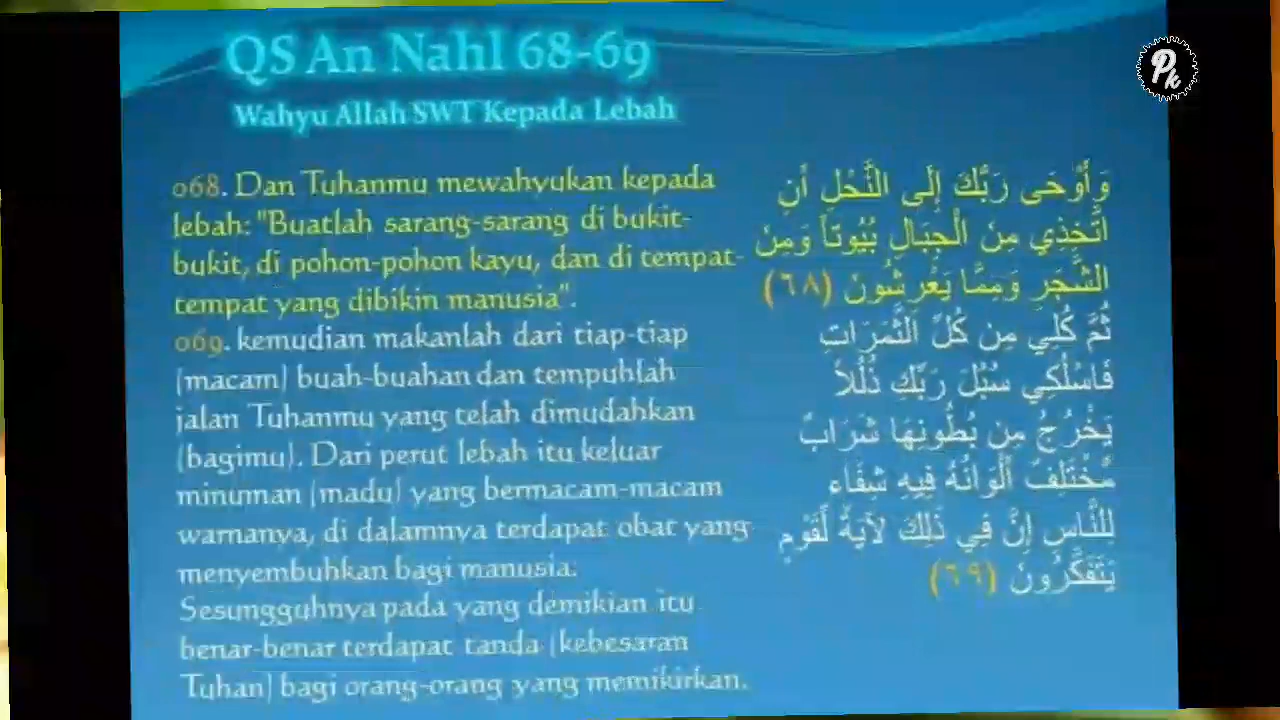 QS An Nahl 68-69
Wahyu Allah SWT Kepada Lebah
068. Dan Tuhanmu mewahyukan kepada
lebah: "Buatlah sarang-sarang di bukit-
bukit, di pohon-pohon kayu, dan di tempat-
tempat yang dibikin manusia".
069. kemudian makanlah dari tiap-tiap
[macam] buah-buahan dan tempuhlah
jalan Tuhanmu yang telah dimudahkan
[bagimu]. Dari perut lebah itu keluar
minuman [madu] yang bermacam-macam
warnanya, di dalamnya terdapat obat yang
menyembuhkan bagi manusia.
Sesungguhnya pada yang demikian itu
benar-benar terdapat tanda [kebesaran
Tuhan] bagi orang-orang yang memikirkan.
وَأَوْحَى رَبُّكَ إِلَى النَّحْلِ أَنِ
اتَّخِذِي مِنَ الْجِبَالِ بُيُوتاً وَمِنَ
الشَّجَرِ وَمِمَّا يَعْرِشُونَ (٦٨)
ثُمَّ كُلِي مِن كُلِّ الثَّمَرَاتِ
فَاسْلُكِي سُبُلَ رَبِّكِ ذُلُلاً
يَخْرُجُ مِن بُطُونِهَا شَرَابٌ
مُّخْتَلِفٌ أَلْوَانُهُ فِيهِ شِفَاء
لِلنَّاسِ إِنَّ فِي ذَلِكَ لآيَةً لِّقَوْمٍ
يَتَفَكَّرُونَ (٦٩)
Pk